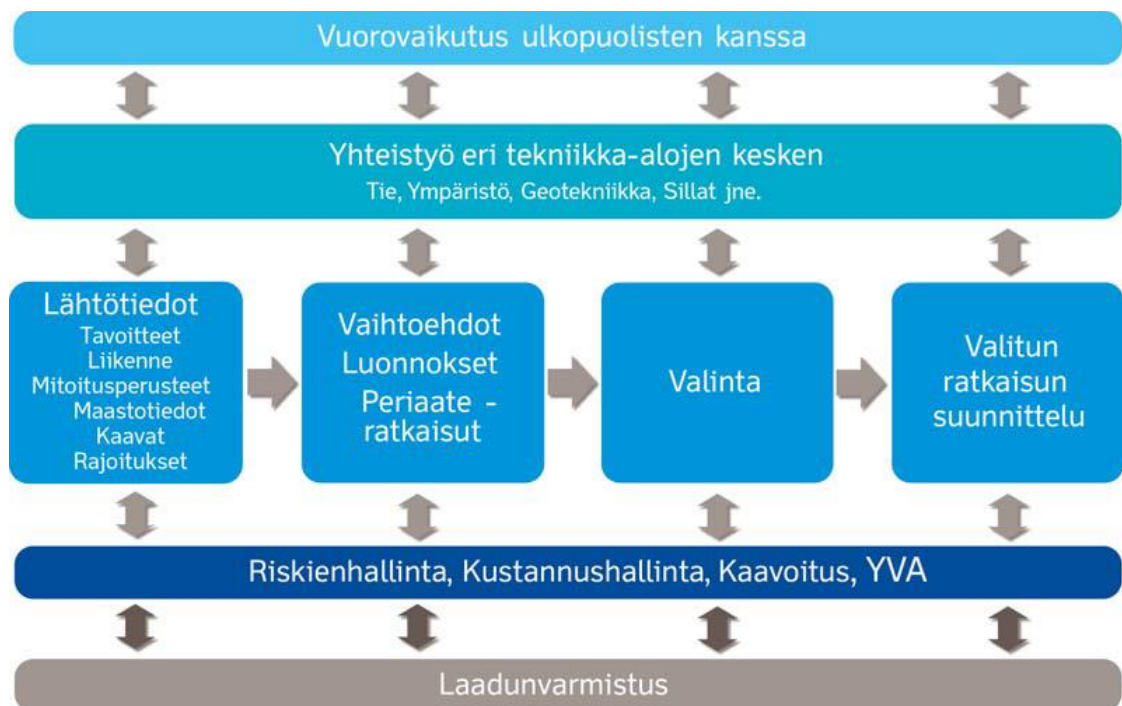 Vuorovaikutus ulkopuolisten kanssa
Yhteistyö eri tekniikka-alojen kesken
Tie, Ympäristö, Geotekniikka, Sillat jne.
Lähtötiedot
Tavoitteet
Liikenne
Mitoitusperusteet
Maastotiedot
Kaavat
Rajoitukset
Vaihtoehdot
Luonnokset
Periaate -
ratkaisut
Valinta
Valitun
ratkaisun
suunnittelu
Riskienhallinta, Kustannushallinta, Kaavoitus, YVA
Laadunvarmistus